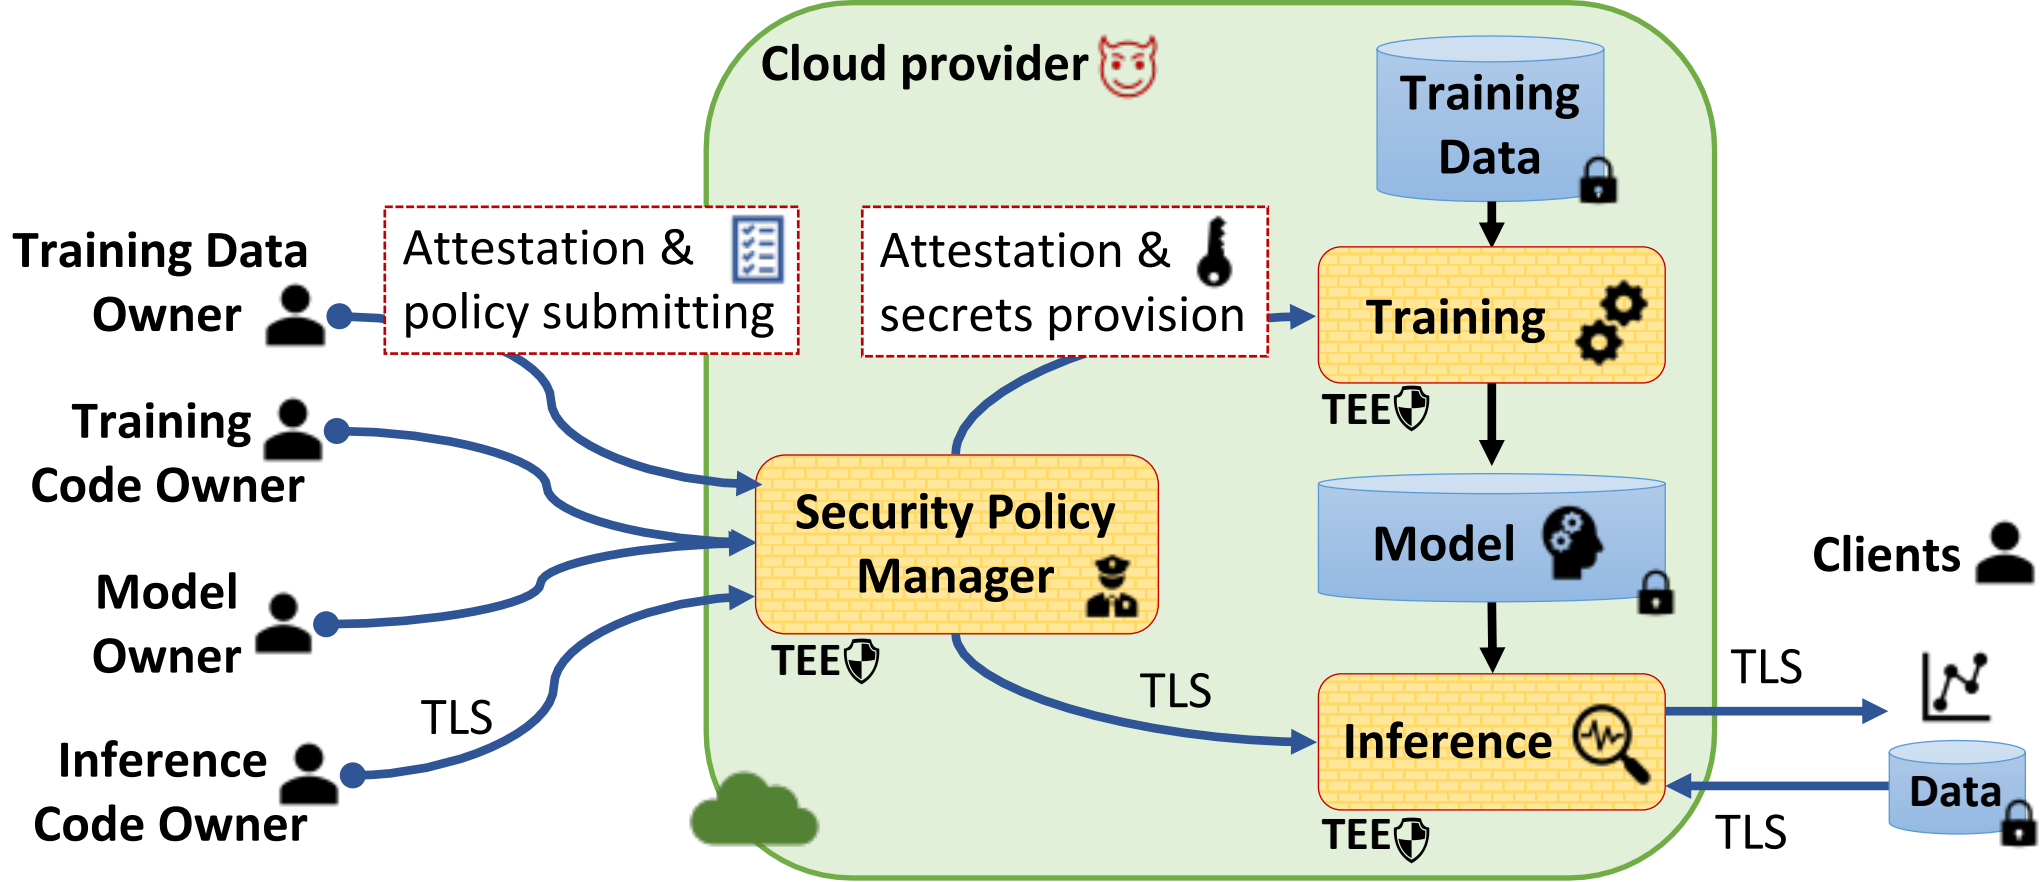 Cloud provider
Training
Data
Training Data
Owner
Attestation &
policy submitting
Attestation &
secrets provision
Training
TEE
Training
Code Owner
Security Policy
Manager
TEE
Model
Clients
Model
Owner
TLS
TLS
TLS
Inference
TEE
Inference
Code Owner
Data
TLS